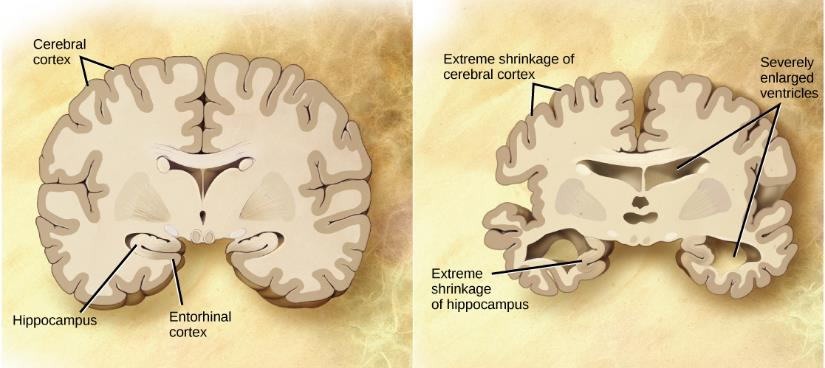 Cerebral
cortex
Hippocampus
Entorhinal
cortex
Extreme shrinkage of
cerebral cortex
Severely
enlarged
ventricles
Extreme
shrinkage
of hippocampus